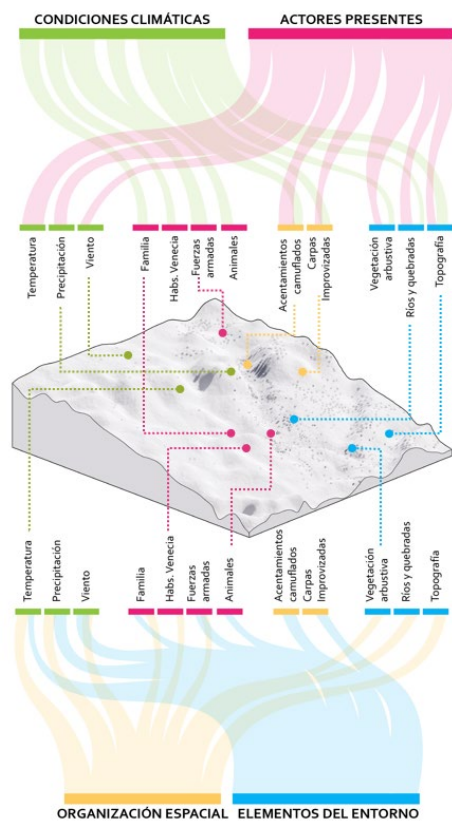 CONDICIONES CLIMÁTICAS
ACTORES PRESENTES
Temperatura
Precipitación
Viento
Familia
Habs. Venecia
Fuerzas
armadas
Animales
Acentamientos
camuflados
Carpas
Improvizadas
Vegetación
arbustiva
Ríos y quebradas
Topografía
Temperatura
Precipitación
Viento
Familia
Habs. Venecia
Fuerzas
armadas
Animales
Acentamientos
camuflados
Carpas
Improvizadas
Vegetación
arbustiva
Ríos y quebradas
Topografía
ORGANIZACIÓN ESPACIAL
ELEMENTOS DEL ENTORNO